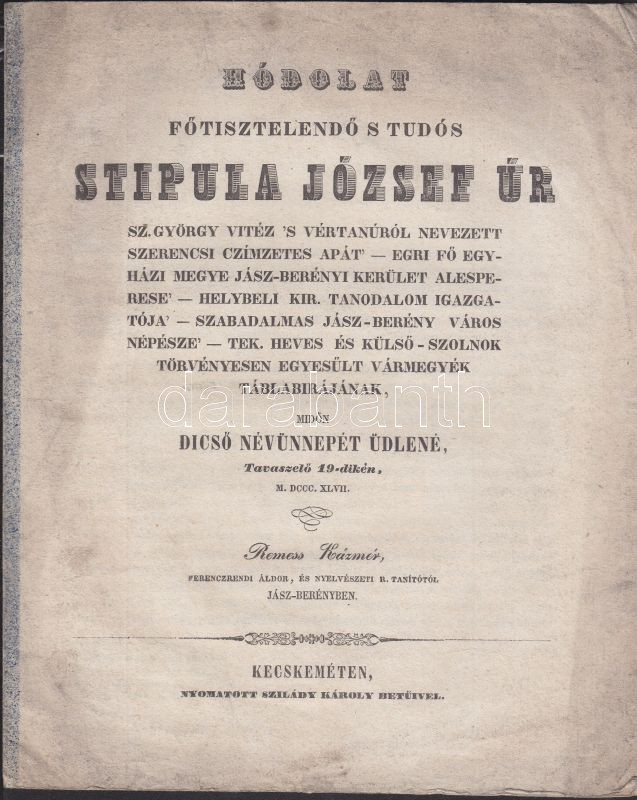 HÓDOLAT
FŐTISZTELENDŐ S TUDÓS
STIPULA JÓZSEF ÚR
SZ. GYÖRGY VITÉZ 'S VÉRTANÚRÓL NEVEZETT
SZERENCSI CZÍMZETES APÁT' — EGRI FŐ EGY-
HÁZI MEGYE JÁSZ-BERÉNYI KERÜLET ALESPE-
RESE' — HELYBELI KIR. TANODALOM IGAZGA-
TÓJA' — SZABADALMAS JÁSZ-BERÉNY VÁROS
NÉPÉSZE' — TEK. HEVES ÉS KÜLSŐ-SZOLNOK
TÖRVÉNYESEN EGYESŰLT VÁRMEGYÉK
TÁBLABIRÁJÁNAK,
darabanth
MIDŐN
DICSŐ NÉVÜNNEPÉT ÜDLENÉ,
Tavaszelő 19-dikén,
M. DCCC. XLVII.
Remess Kázmér,
FERENCZRENDI ÁLDOR, ÉS NYELVÉSZETI R. TANÍTÓTÓL
JÁSZ-BERÉNYBEN.
KECSKEMÉTEN,
NYOMATOTT SZILÁDY KÁROLY BETŰIVEL.